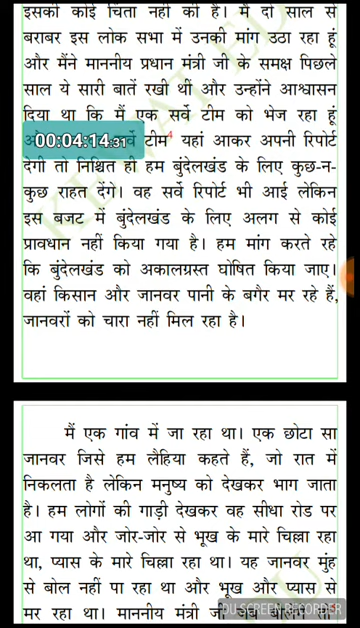 इसकी कोई चिंता नहीं की है। मैं दो साल से
बराबर इस लोक सभा में उनकी मांग उठा रहा हूं
और मैंने माननीय प्रधान मंत्री जी के समक्ष पिछले
साल ये सारी बातें रखी थीं और उन्होंने आश्वासन
दिया था कि मैं एक सर्वे टीम को भेज रहा हूं
00:04:14:31 टीम4 यहां आकर अपनी रिपोर्ट
देगी तो निश्चित ही हम बुंदेलखंड के लिए कुछ-न-
कुछ राहत देंगे। वह सर्वे रिपोर्ट भी आई लेकिन
इस बजट में बुंदेलखंड के लिए अलग से कोई
प्रावधान नहीं किया गया है। हम मांग करते रहे
कि बुंदेलखंड को अकालग्रस्त घोषित किया जाए।
वहां किसान और जानवर पानी के बगैर मर रहे हैं,
जानवरों को चारा नहीं मिल रहा है।
मैं एक गांव में जा रहा था। एक छोटा सा
जानवर जिसे हम लैहिया कहते हैं, जो रात में
निकलता है लेकिन मनुष्य को देखकर भाग जाता
है। हम लोगों की गाड़ी देखकर वह सीधा रोड पर
आ गया और जोर-जोर से भूख के मारे चिल्ला रहा
था, प्यास के मारे चिल्ला रहा था। यह जानवर मुंह
से बोल नहीं पा रहा था और भूख और प्यास से
मर रहा था। माननीय मंत्री जी
DU SCREEN RECORDER